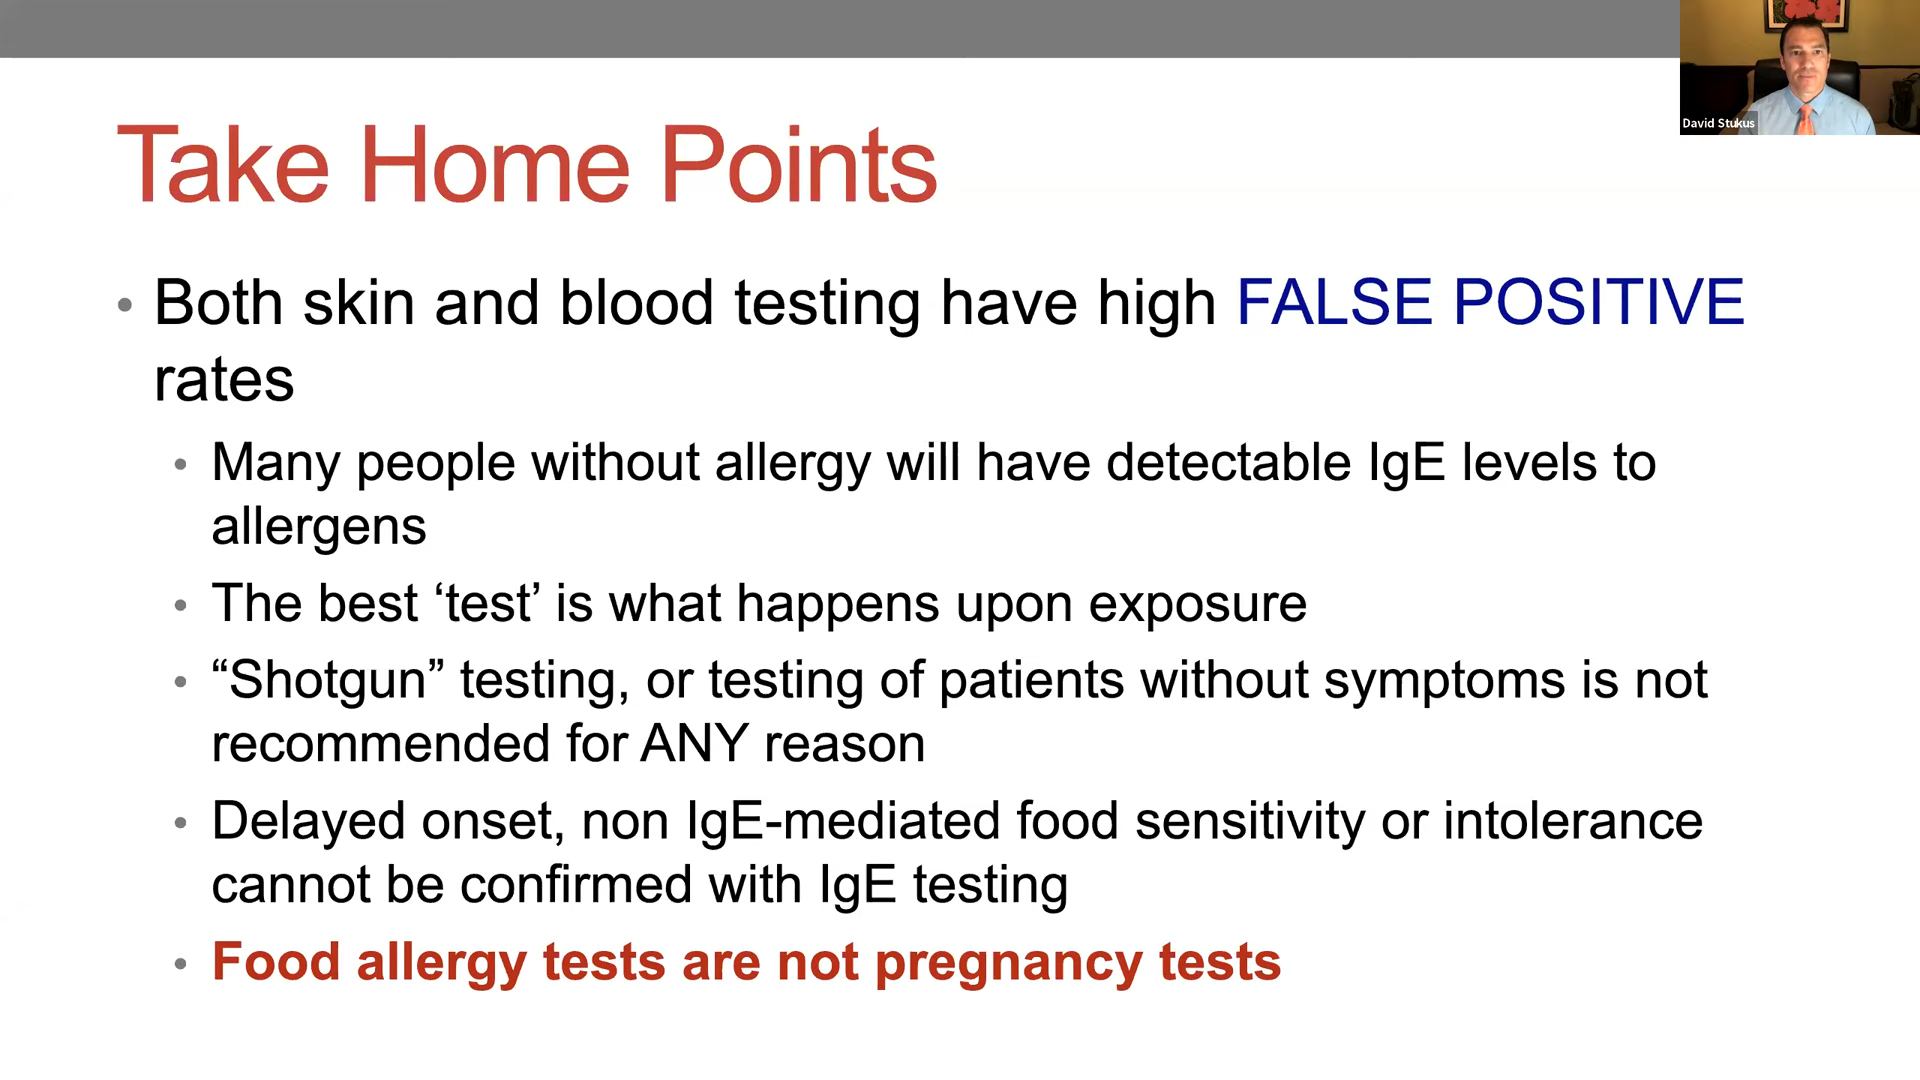 David Stukus
Take Home Points
• Both skin and blood testing have high FALSE POSITIVE
rates
• Many people without allergy will have detectable IgE levels to
allergens
• The best ‘test’ is what happens upon exposure
• “Shotgun” testing, or testing of patients without symptoms is not
recommended for ANY reason
• Delayed onset, non IgE-mediated food sensitivity or intolerance
cannot be confirmed with IgE testing
• Food allergy tests are not pregnancy tests